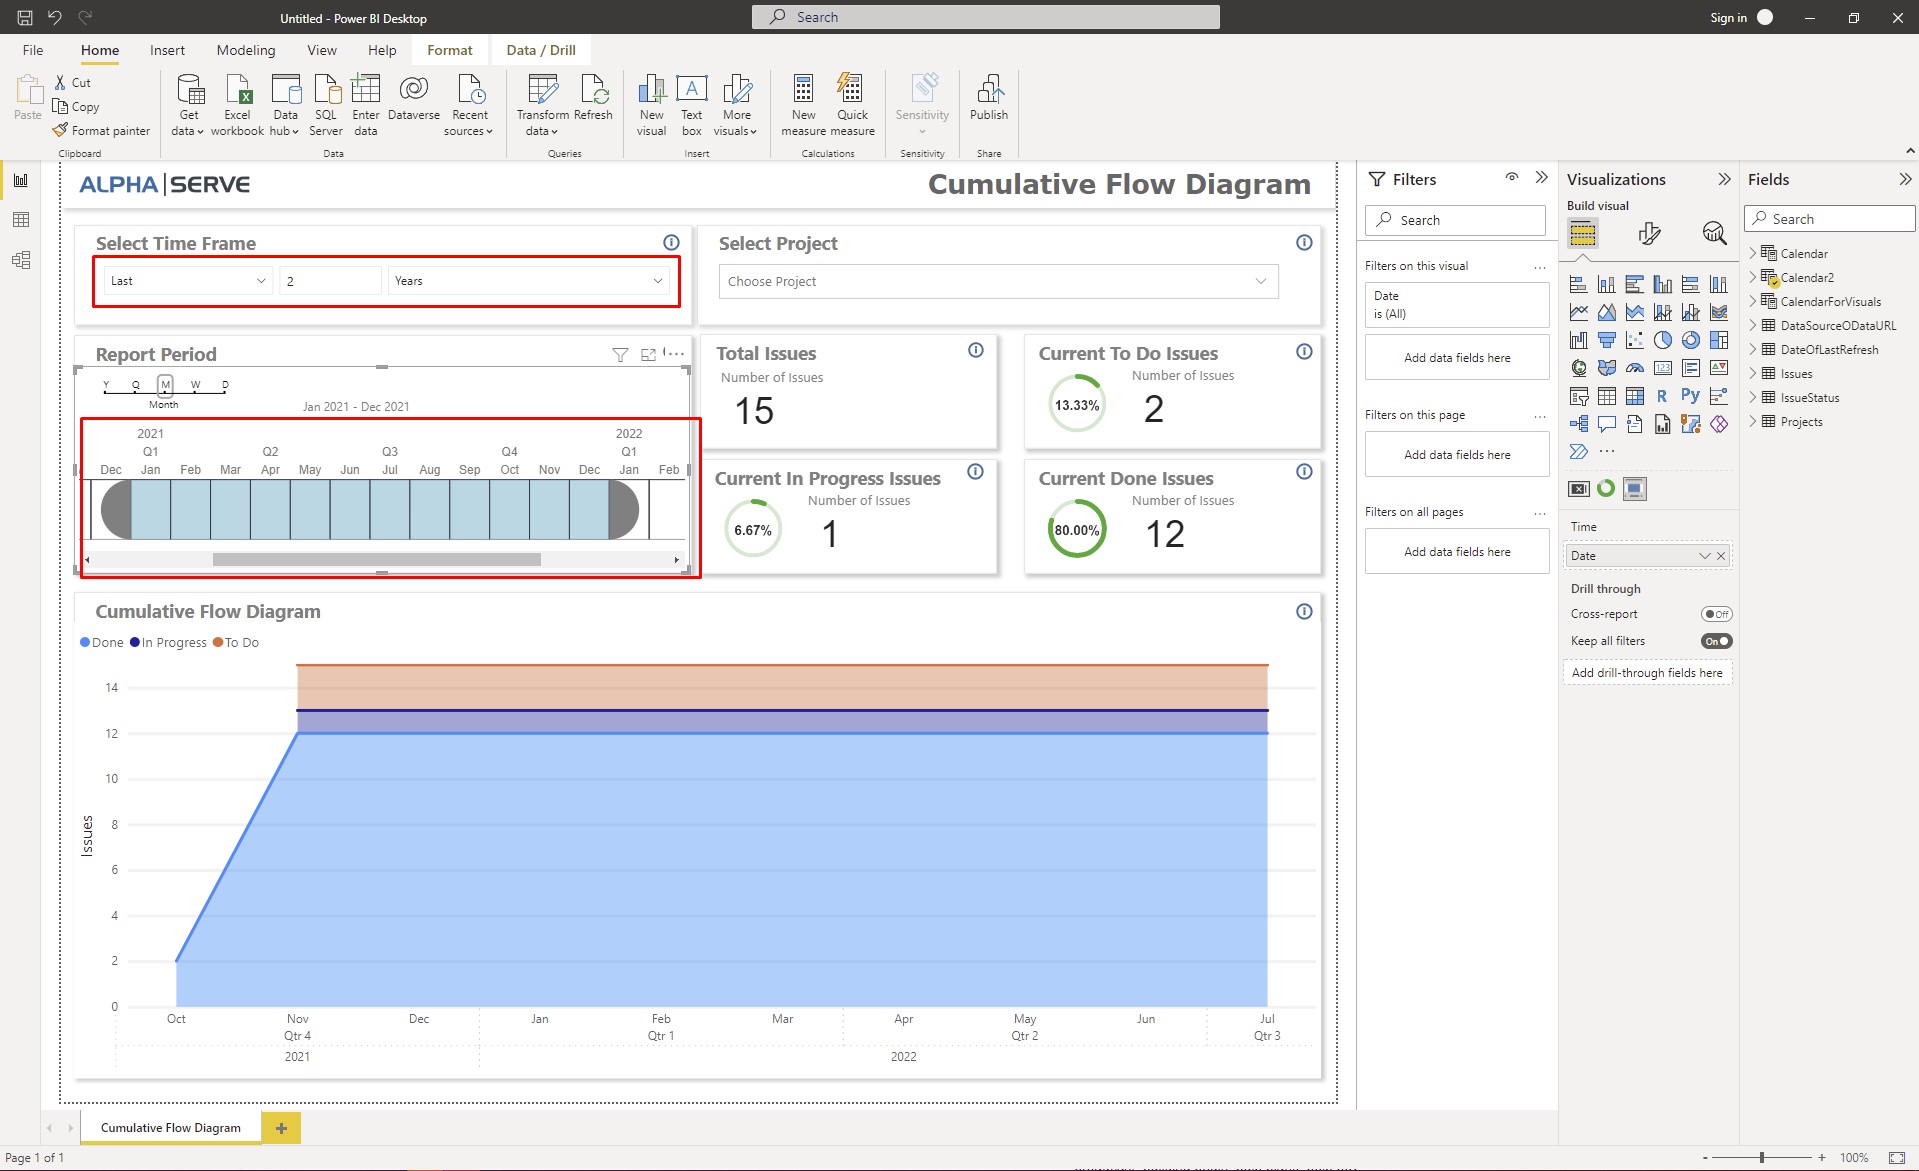 Untitled - Power BI Desktop
Search
Sign in
File Home Insert Modeling View Help Format Data / Drill
Paste
Cut
Copy
Format painter
Clipboard
Get data
Excel workbook
Data hub
SQL Server
Enter data
Dataverse
Recent sources
Data
Transform data
Refresh
Queries
New visual
Text box
More visuals
Insert
New measure
Quick measure
Calculations
Sensitivity
Sensitivity
Publish
Share
ALPHA|SERVE
Cumulative Flow Diagram
Select Time Frame
Last 2 Years
Select Project
Choose Project
Report Period
Y Q M W D
Month
Jan 2021 - Dec 2021
2021 2022
Q1 Q2 Q3 Q4 Q1
Dec Jan Feb Mar Apr May Jun Jul Aug Sep Oct Nov Dec Jan Feb
Total Issues
Number of Issues
15
Current To Do Issues
Number of Issues
13.33% 2
Current In Progress Issues
Number of Issues
6.67% 1
Current Done Issues
Number of Issues
80.00% 12
Cumulative Flow Diagram
Done In Progress To Do
14
12
10
8
6
4
2
0
Issues
Oct Nov Dec Jan Feb Mar Apr May Jun Jul
Qtr 4 Qtr 1 Qtr 2 Qtr 3
2021 2022
Filters
Search
Filters on this visual
Date
is (All)
Add data fields here
Filters on this page
Add data fields here
Filters on all pages
Add data fields here
Visualizations
Build visual
123
R Py
Time
Date
Drill through
Cross-report Off
Keep all filters On
Add drill-through fields here
Fields
Search
Calendar
Calendar2
CalendarForVisuals
DataSourceODataURL
DateOfLastRefresh
Issues
IssueStatus
Projects
Cumulative Flow Diagram
Page 1 of 1
- + 100%